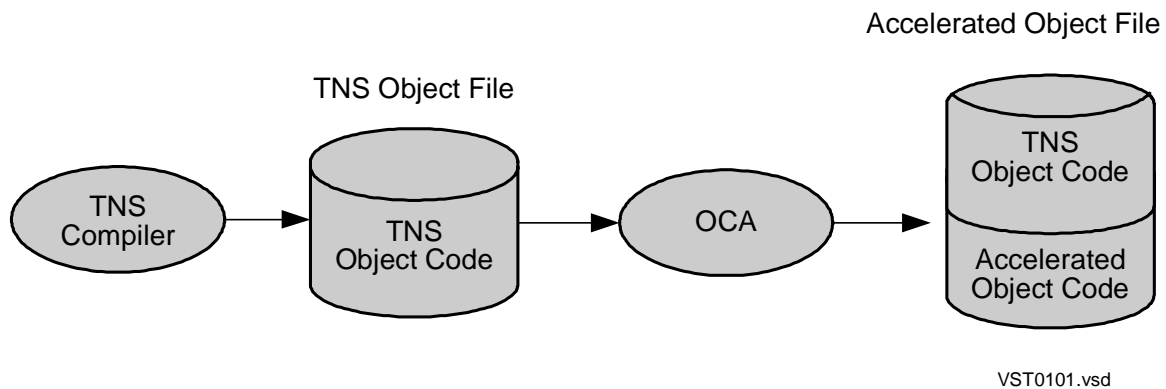 Accelerated Object File
TNS Object File
TNS
Compiler
TNS
Object Code
OCA
TNS
Object Code
Accelerated
Object Code
VST0101.vsd